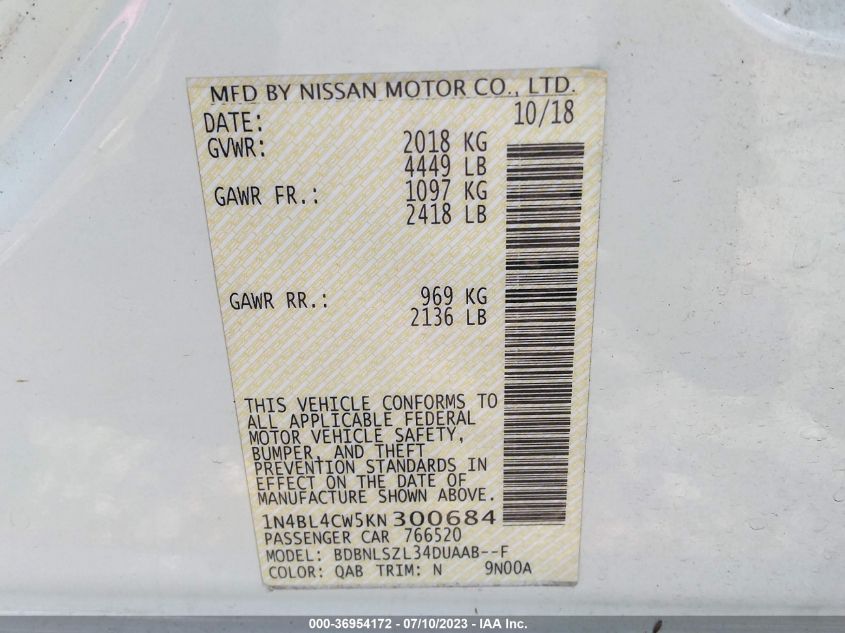 MFD BY NISSAN MOTOR CO., LTD.
DATE: 10/18
GVWR: 2018 KG
4449 LB
GAWR FR.: 1097 KG
2418 LB
GAWR RR.: 969 KG
2136 LB
THIS VEHICLE CONFORMS TO
ALL APPLICABLE FEDERAL
MOTOR VEHICLE SAFETY,
BUMPER, AND THEFT
PREVENTION STANDARDS IN
EFFECT ON THE DATE OF
MANUFACTURE SHOWN ABOVE.
1N4BL4CW5KN300684
PASSENGER CAR 766520
MODEL: BDBNLSZL34DUAAB--F
COLOR: QAB TRIM: N 9N00A
000-36954172 - 07/10/2023 - IAA Inc.